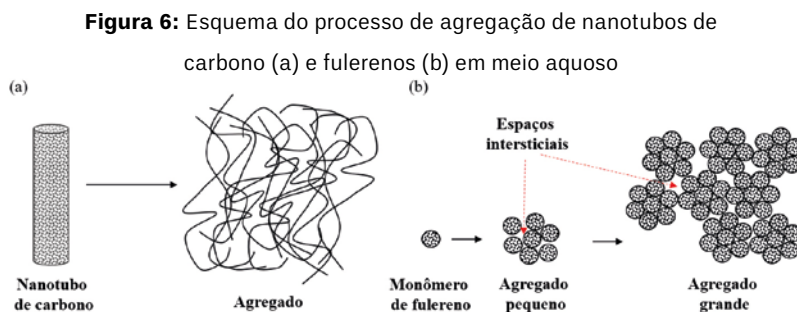 Figura 6: Esquema do processo de agregação de nanotubos de
carbono (a) e fulerenos (b) em meio aquoso
(a)
Nanotubo
de carbono
Agregado
(b)
Espaços
intersticiais
Monômero
de fulereno
Agregado
pequeno
Agregado
grande